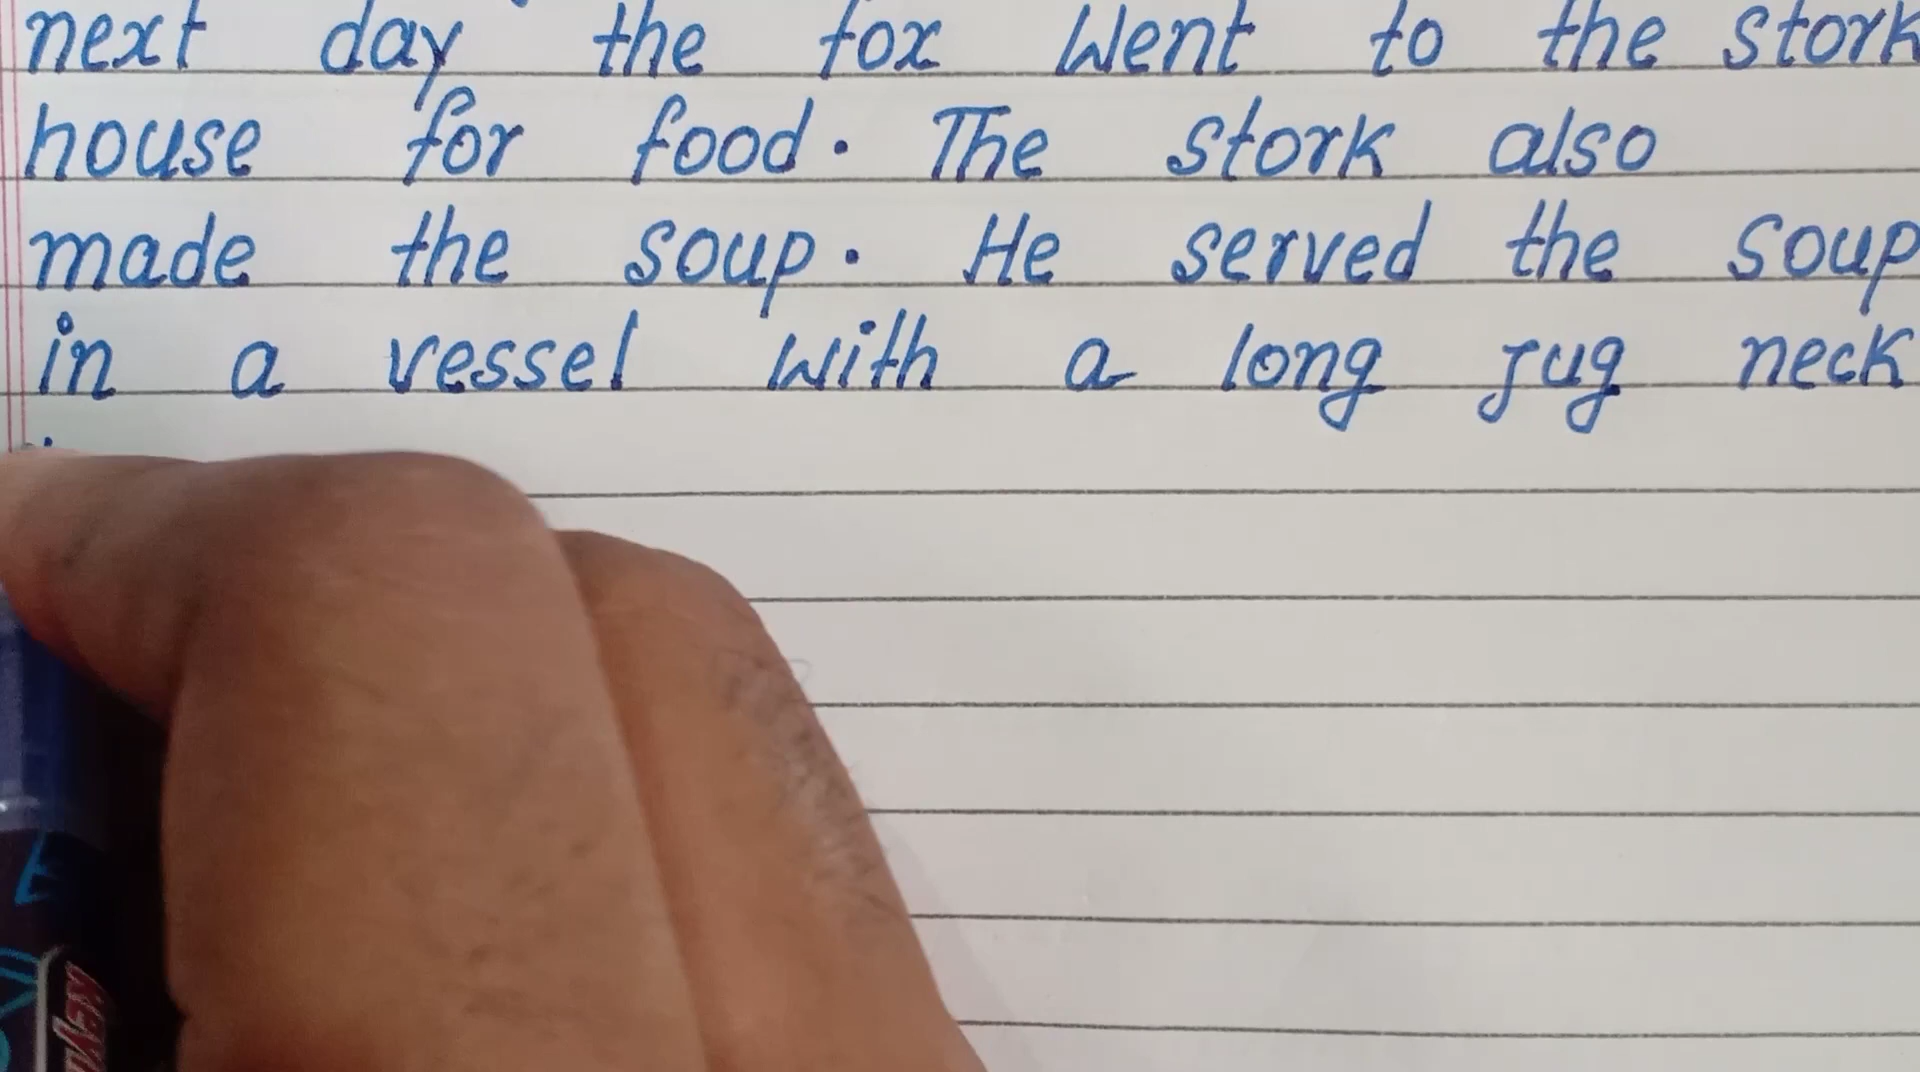 next day the fox Went to the stork
house for food. The stork also
made the soup. He served the soup
in a vessel with a long jug neck